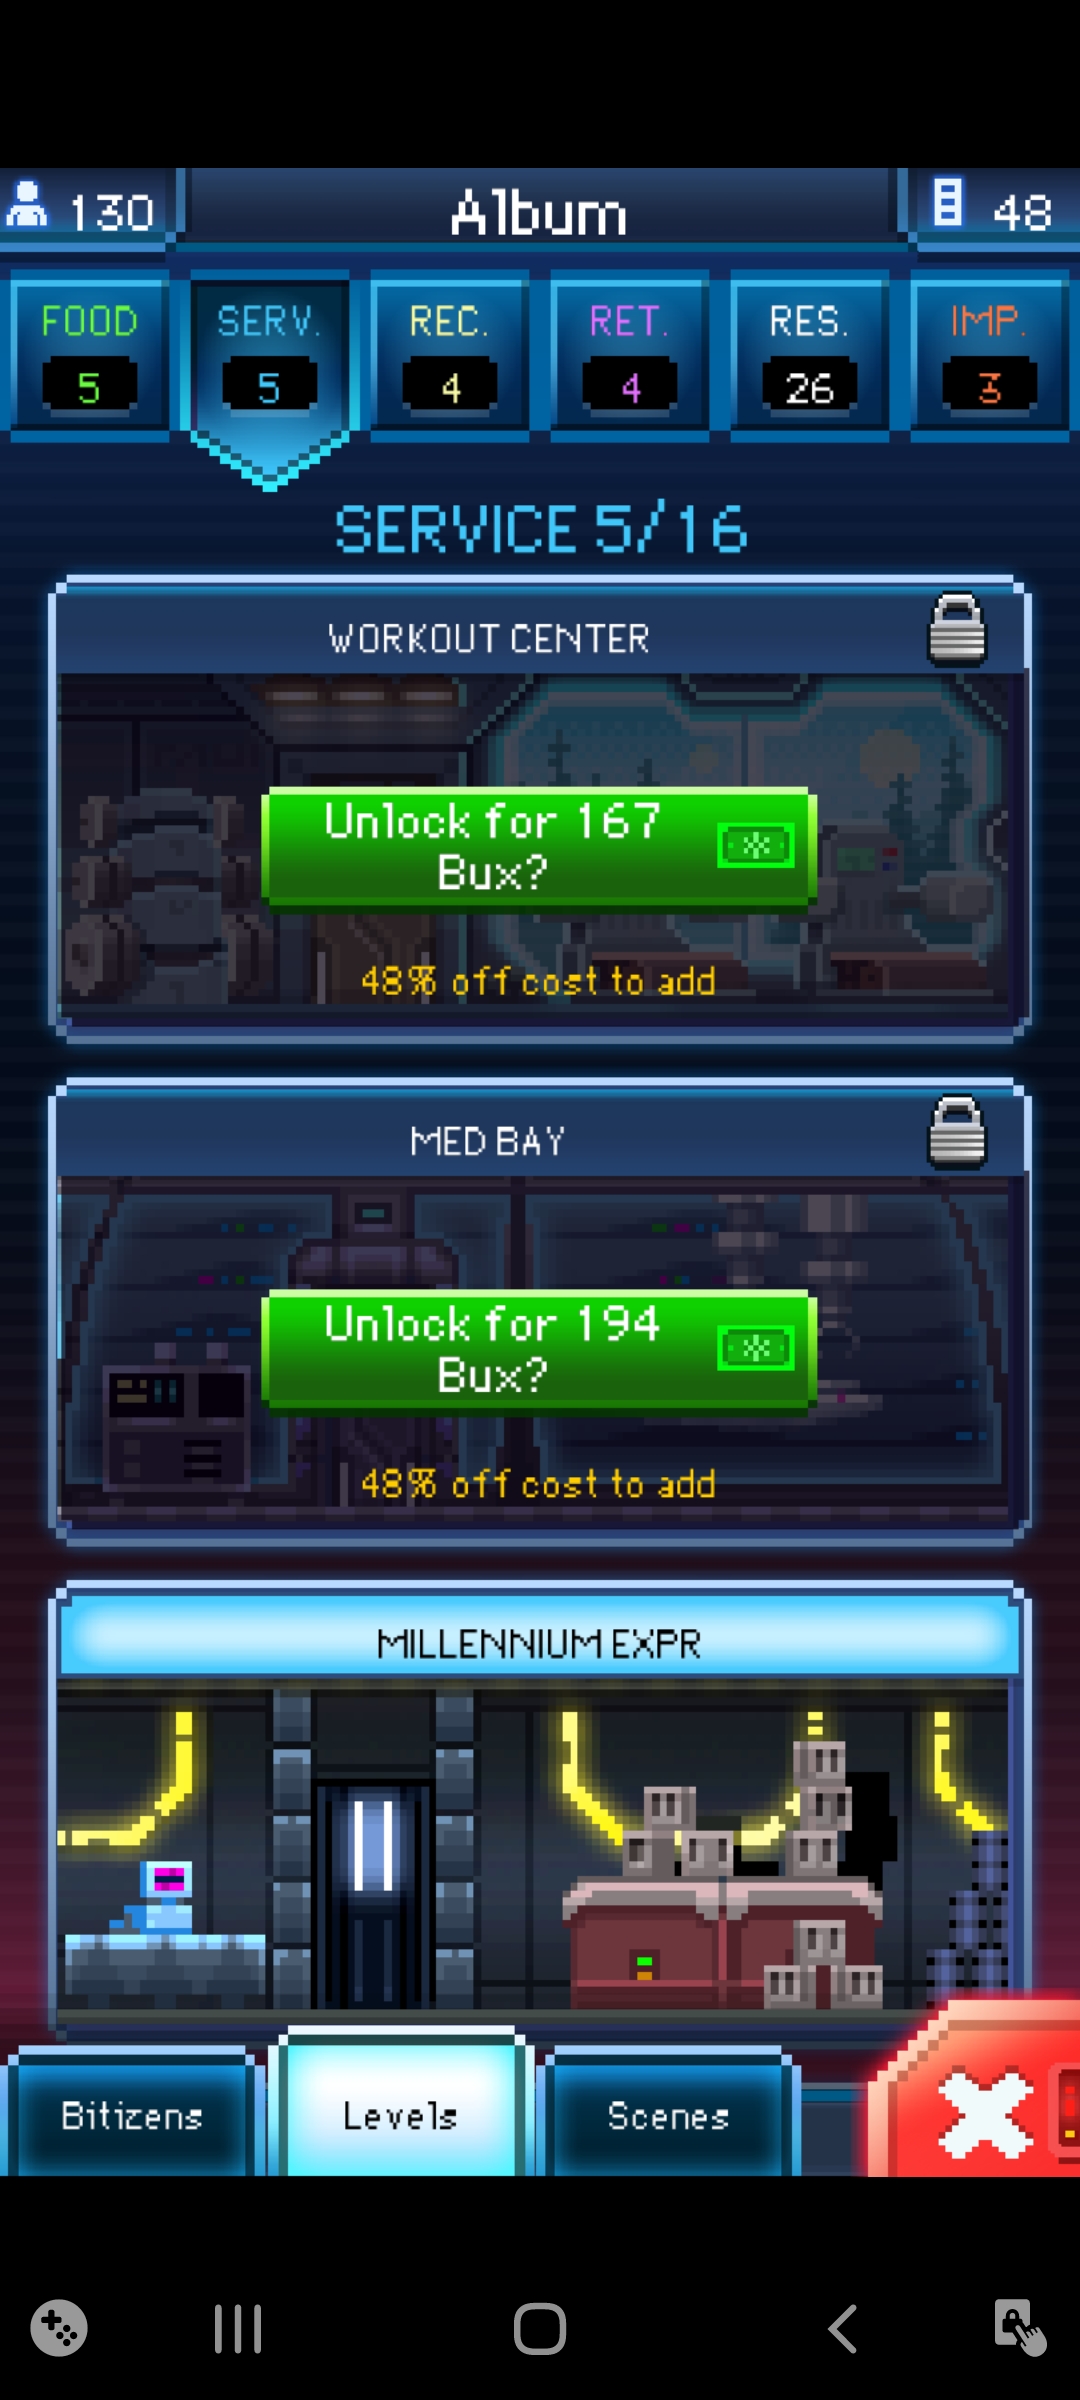 130
Album
48
FOOD
SERV.
REC.
RET.
RES.
IMP.
5
5
4
4
26
3
SERVICE 5/16
WORKOUT CENTER
Unlock for 167
Bux?
48% off cost to add
MED BAY
Unlock for 194
Bux?
48% off cost to add
MILLENNIUM EXPR
Bitizens
Levels
Scenes